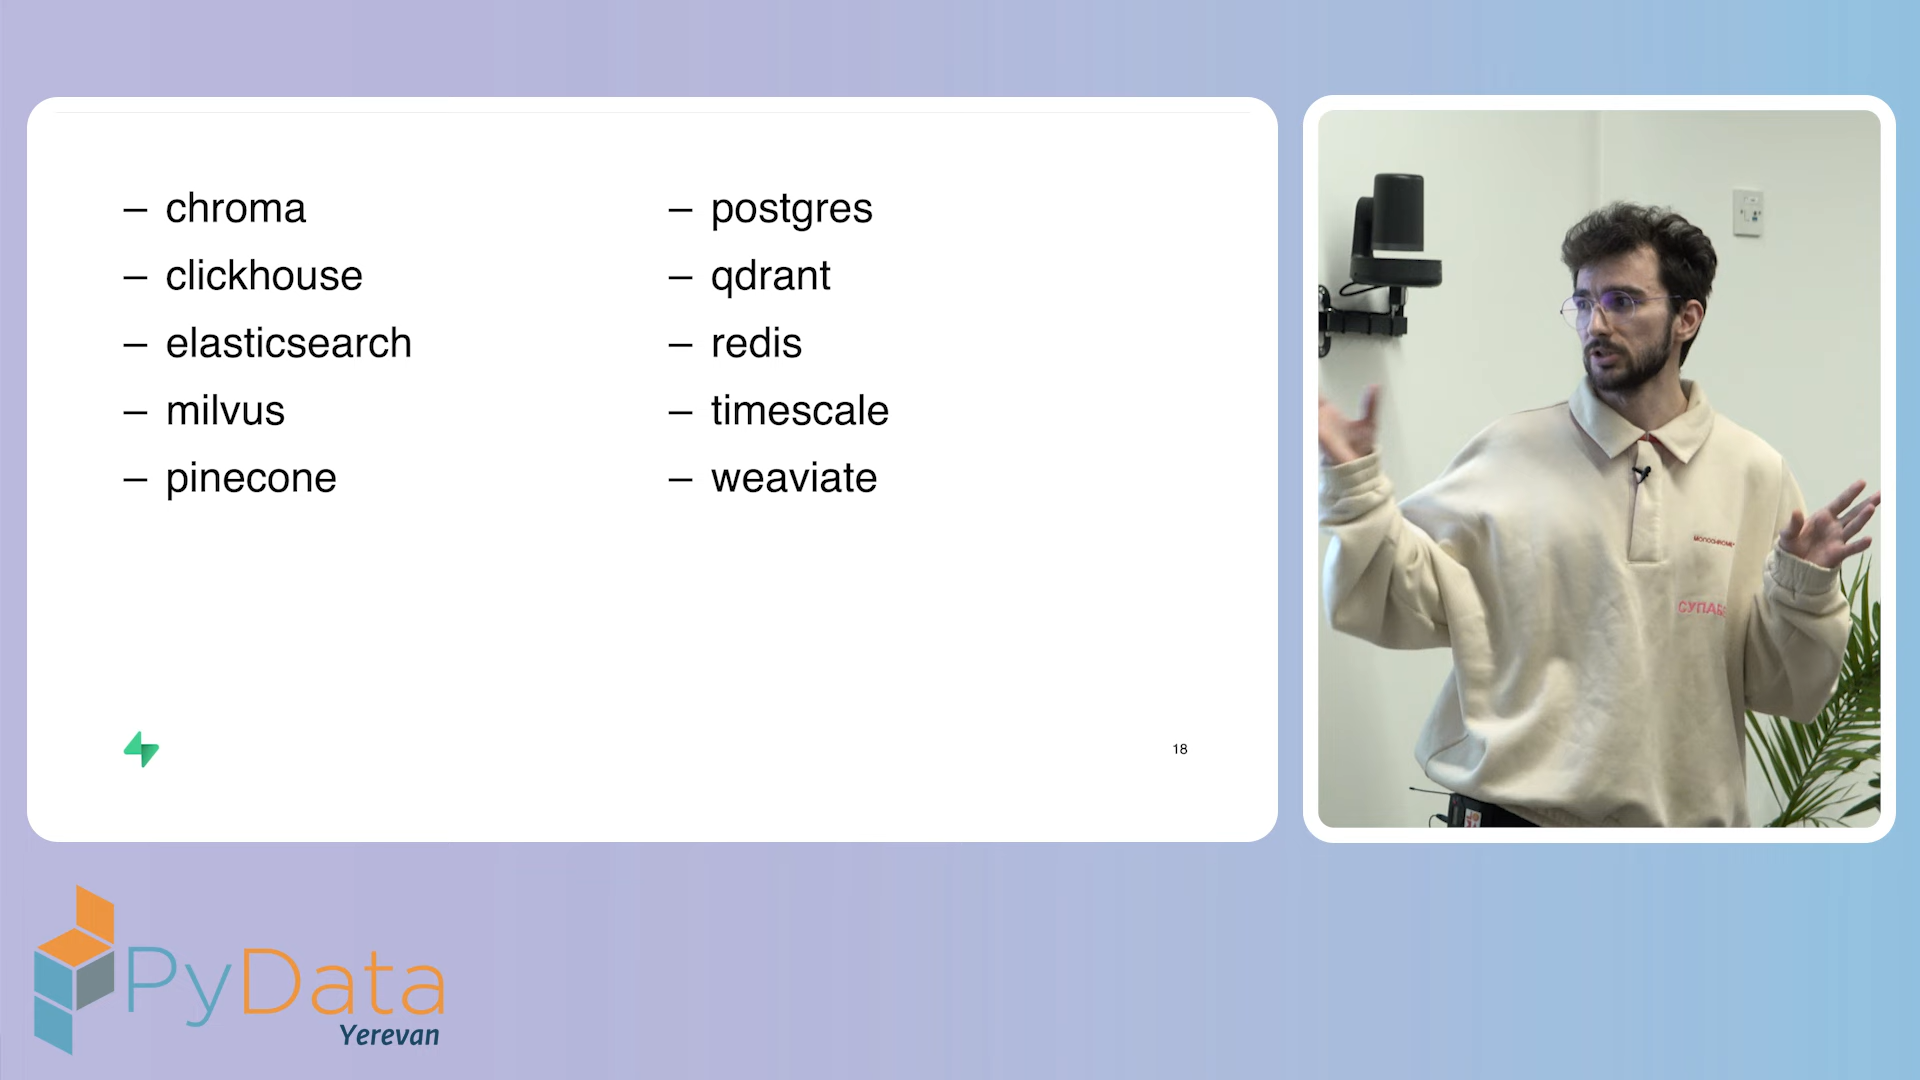 – chroma
– clickhouse
– elasticsearch
– milvus
– pinecone
– postgres
– qdrant
– redis
– timescale
– weaviate
18
PyData
Yerevan